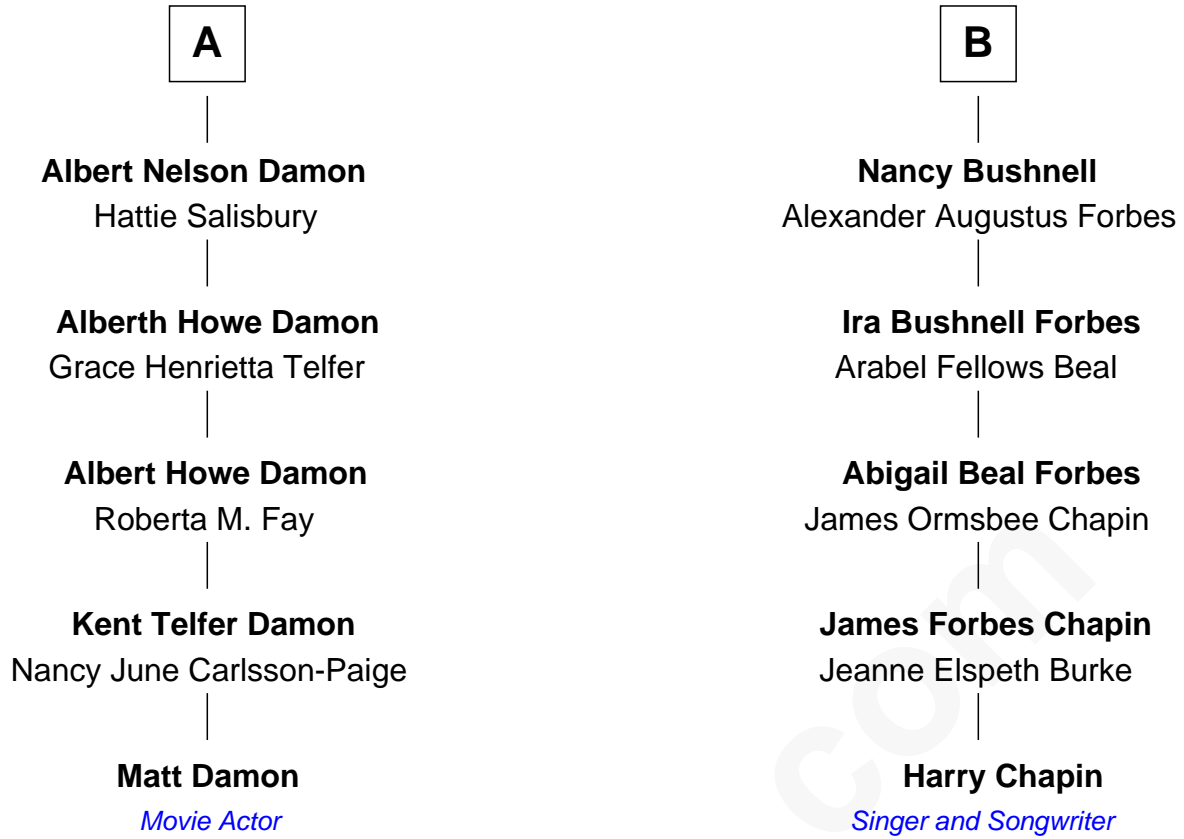 A
Albert Nelson Damon
Hattie Salisbury
Alberth Howe Damon
Grace Henrietta Telfer
Albert Howe Damon
Roberta M. Fay
Kent Telfer Damon
Nancy June Carlsson-Paige
Matt Damon
Movie Actor
B
Nancy Bushnell
Alexander Augustus Forbes
Ira Bushnell Forbes
Arabel Fellows Beal
Abigail Beal Forbes
James Ormsbee Chapin
James Forbes Chapin
Jeanne Elspeth Burke
Harry Chapin
Singer and Songwriter
com